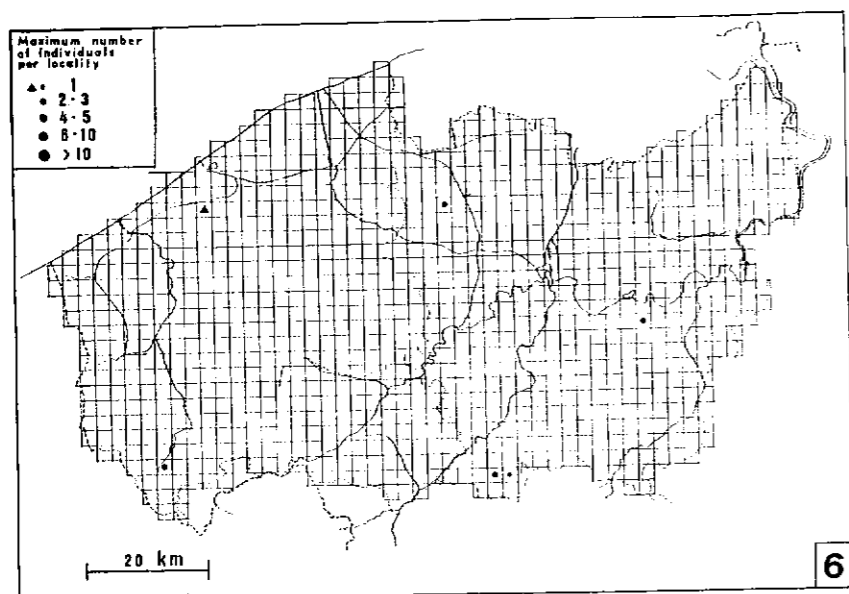 Maximum number
of individuals
per locality
1
2-3
4-5
6-10
>10
20 km
6